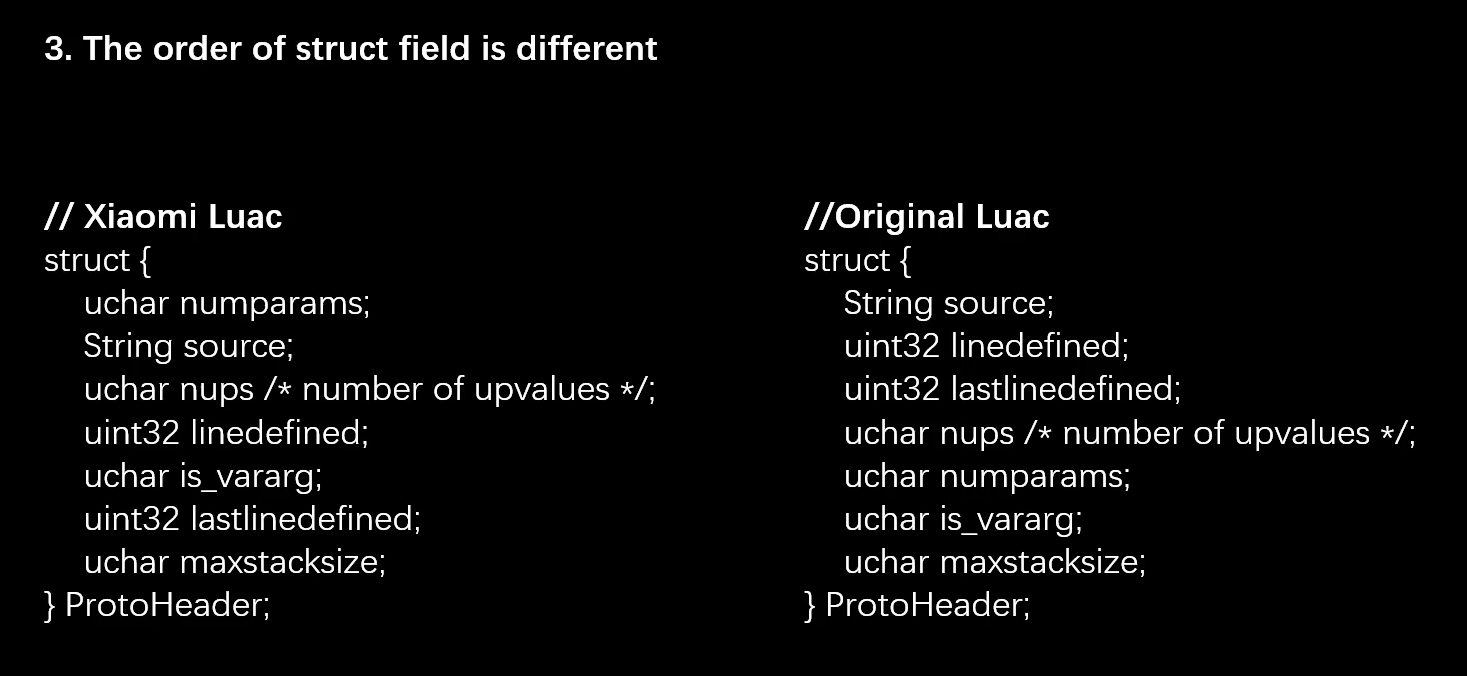 3. The order of struct field is different
// Xiaomi Luac
struct {
uchar numparams;
String source;
uchar nups /* number of upvalues */;
uint32 linedefined;
uchar is_vararg;
uint32 lastlinedefined;
uchar maxstacksize;
} ProtoHeader;
//Original Luac
struct {
String source;
uint32 linedefined;
uint32 lastlinedefined;
uchar nups /* number of upvalues */;
uchar numparams;
uchar is_vararg;
uchar maxstacksize;
} ProtoHeader;